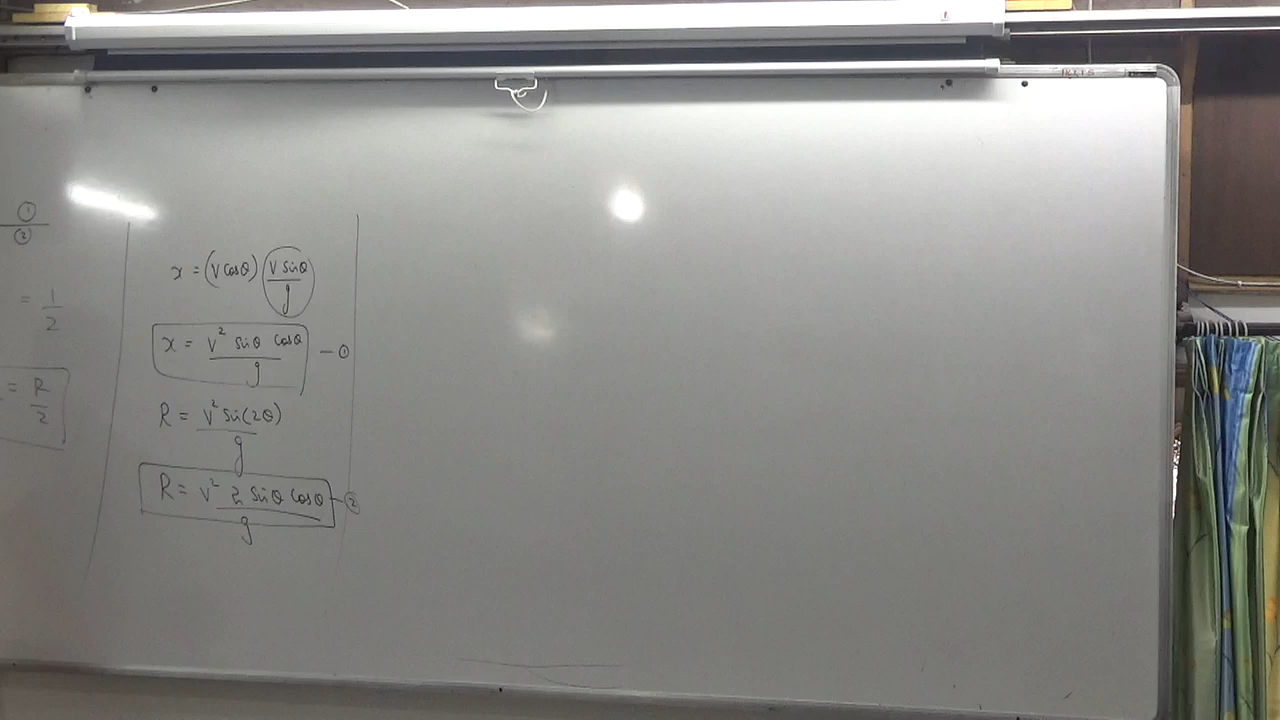 ①
②
= 1/2
= R/2
x = (V cosθ) (V sinθ / g)
x = V² sinθ cosθ / g — ①
R = V² sin(2θ) / g
R = V² 2 sinθ cosθ / g — ②